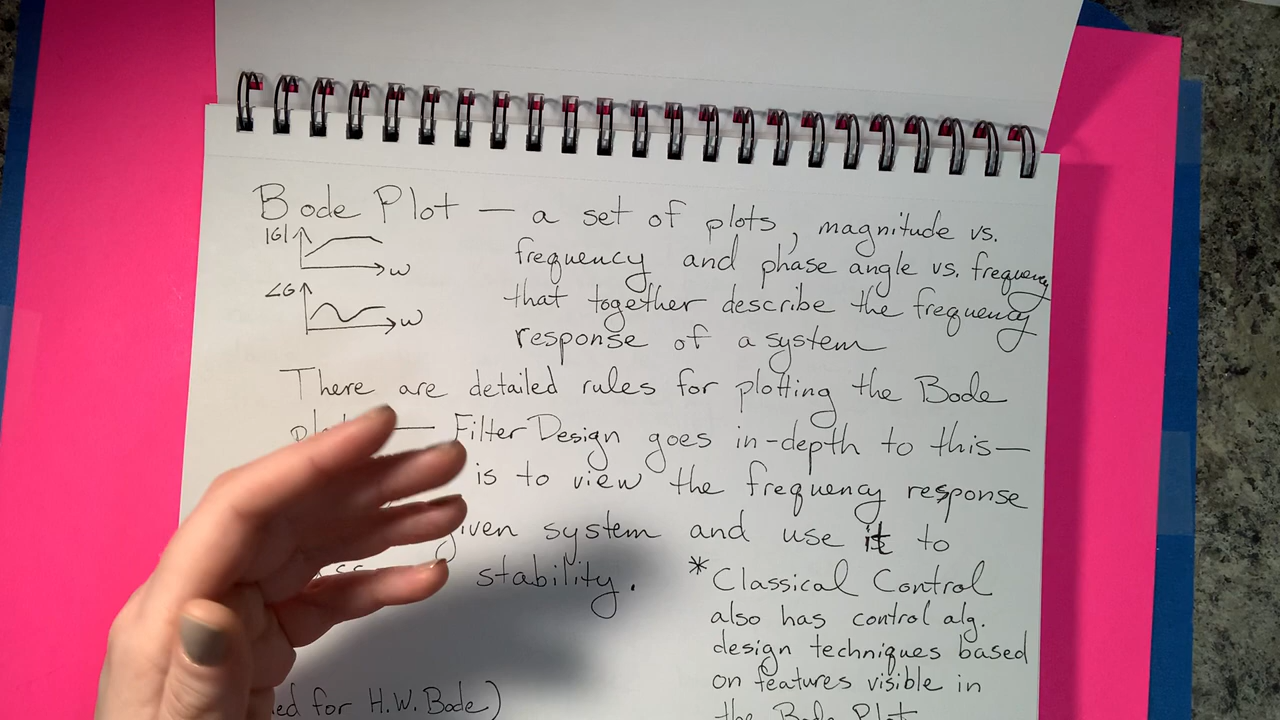 Bode Plot — a set of plots, magnitude vs.
|G|
frequency and phase angle vs. frequency
ω
∠G
that together describe the frequency
ω
response of a system
There are detailed rules for plotting the Bode
— Filter Design goes in-depth to this—
is to view the frequency response
given system and use it to
stability.
* Classical Control
also has control alg.
design techniques based
on features visible in
the Bode Plot
for H.W. Bode)